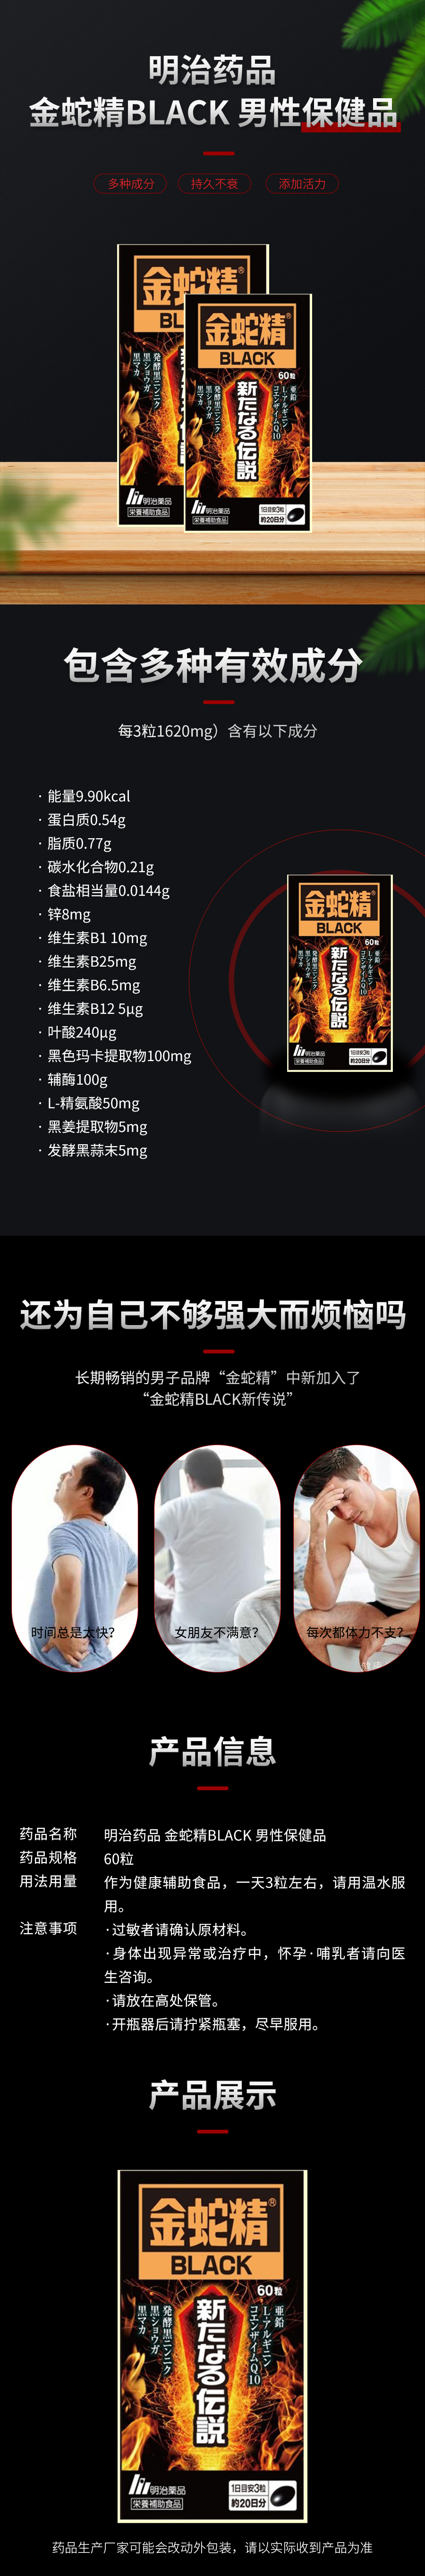 明治药品
金蛇精BLACK 男性保健品
多种成分
持久不衰
添加活力
金蛇精®
BL
発酵黒ニンニク
黒ショウガ
黒マカ
明治薬品
栄養補助食品
金蛇精®
BLACK
60粒
亜鉛
L-アルギニン
コエンザイムQ10
新たなる伝説
発酵黒ニンニク
黒ショウガ
黒マカ
明治薬品
栄養補助食品
1日目安3粒
約20日分
包含多种有效成分
每3粒1620mg）含有以下成分
· 能量9.90kcal
· 蛋白质0.54g
· 脂质0.77g
· 碳水化合物0.21g
· 食盐相当量0.0144g
· 锌8mg
· 维生素B1 10mg
· 维生素B25mg
· 维生素B6.5mg
· 维生素B12 5μg
· 叶酸240μg
· 黑色玛卡提取物100mg
· 辅酶100g
· L-精氨酸50mg
· 黑姜提取物5mg
· 发酵黑蒜末5mg
金蛇精®
BLACK
60粒
亜鉛
L-アルギニン
コエンザイムQ10
新たなる伝説
発酵黒ニンニク
黒ショウガ
黒マカ
明治薬品
栄養補助食品
1日目安3粒
約20日分
还为自己不够强大而烦恼吗
长期畅销的男子品牌“金蛇精”中新加入了
“金蛇精BLACK新传说”
时间总是太快？
女朋友不满意？
每次都体力不支？
产品信息
药品名称 明治药品 金蛇精BLACK 男性保健品
药品规格 60粒
用法用量 作为健康辅助食品，一天3粒左右，请用温水服
用。
注意事项 ·过敏者请确认原材料。
·身体出现异常或治疗中，怀孕·哺乳者请向医
生咨询。
·请放在高处保管。
·开瓶器后请拧紧瓶塞，尽早服用。
产品展示
金蛇精®
BLACK
60粒
亜鉛
L-アルギニン
コエンザイムQ10
新たなる伝説
発酵黒ニンニク
黒ショウガ
黒マカ
明治薬品
栄養補助食品
1日目安3粒
約20日分
药品生产厂家可能会改动外包装，请以实际收到产品为准